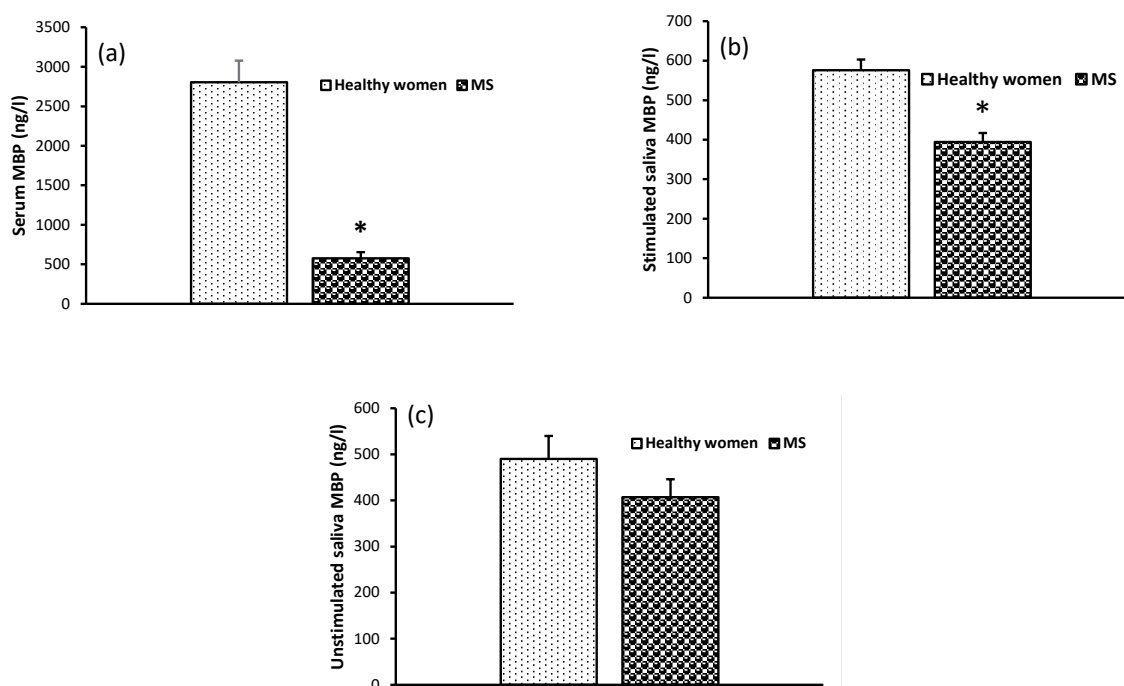 (a)
Serum MBP (ng/l)
3500
3000
2500
2000
1500
1000
500
0
Healthy women MS
*
(b)
Stimulated saliva MBP (ng/l)
700
600
500
400
300
200
100
0
Healthy women MS
*
(c)
Unstimulated saliva MBP (ng/l)
600
500
400
300
200
100
0
Healthy women MS